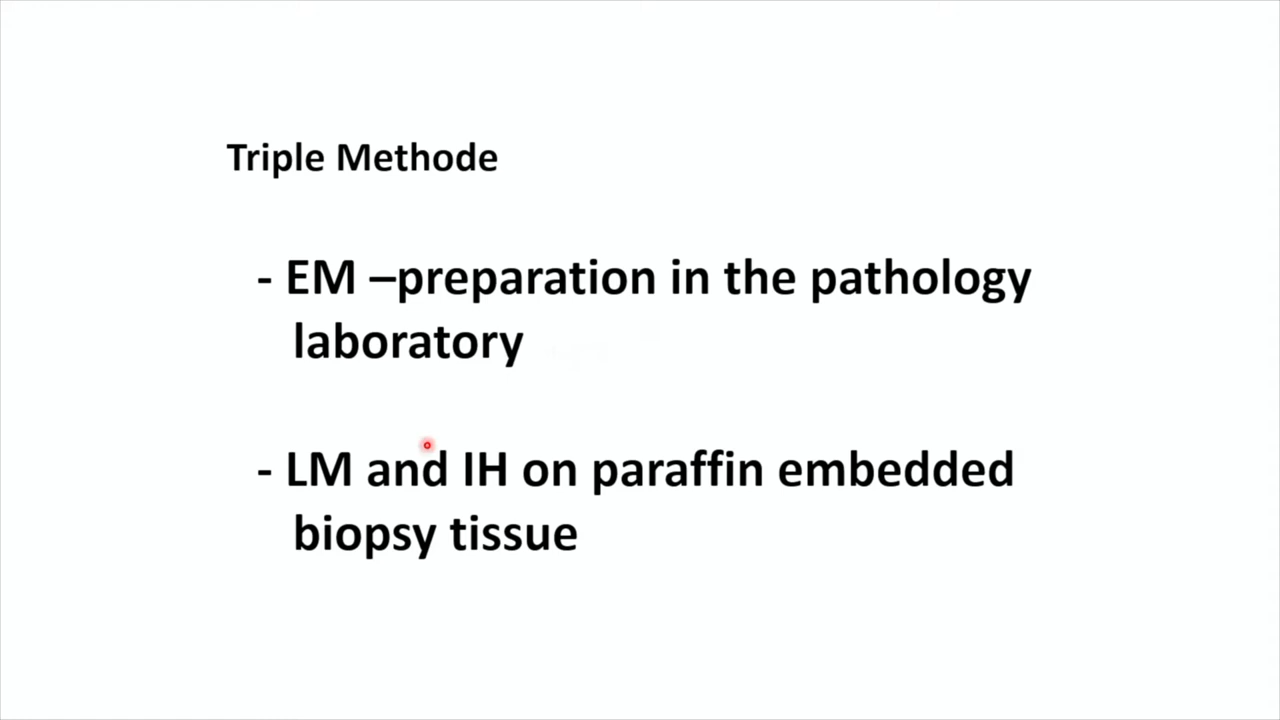 Triple Methode
- EM –preparation in the pathology
laboratory
- LM and IH on paraffin embedded
biopsy tissue